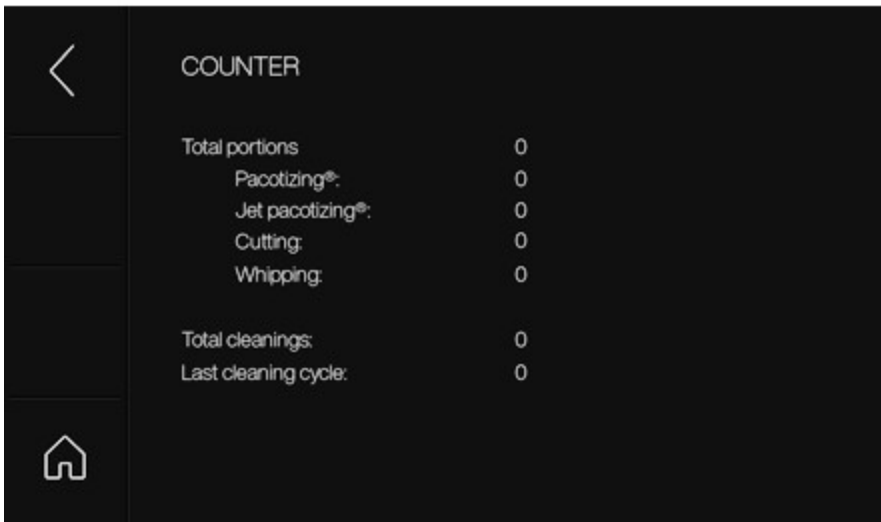 COUNTER
Total portions 0
Pacotizing®: 0
Jet pacotizing®: 0
Cutting: 0
Whipping: 0
Total cleanings: 0
Last cleaning cycle: 0